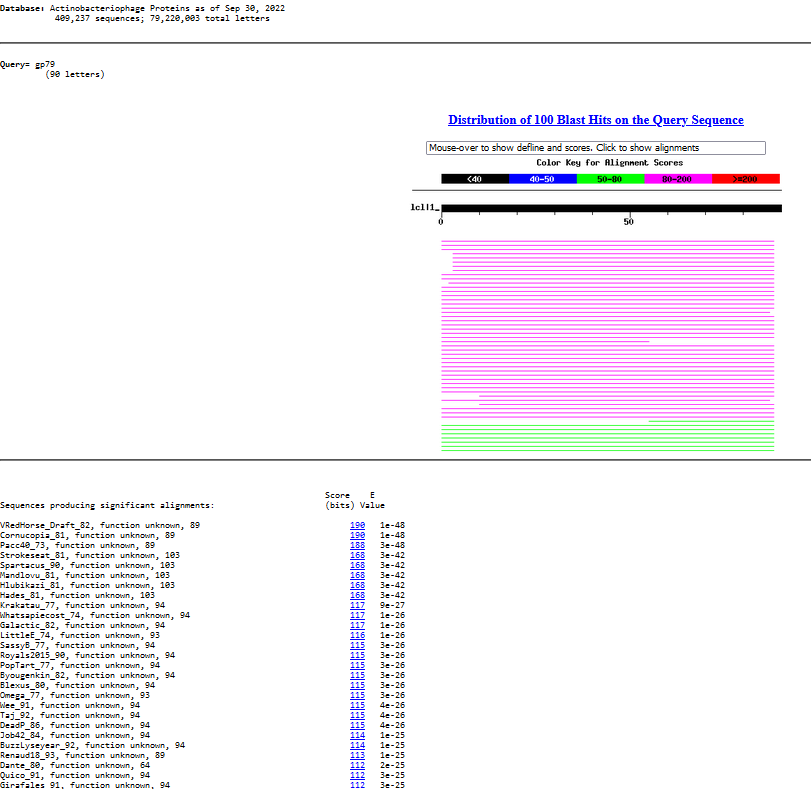 Database: Actinobacteriophage Proteins as of Sep 30, 2022
409,237 sequences; 79,220,003 total letters
Query= gp79
(90 letters)
Distribution of 100 Blast Hits on the Query Sequence
Mouse-over to show defline and scores. Click to show alignments
Color Key for Alignment Scores
<40 40-50 50-80 80-200 >=200
lcl|1_
0 50
Score E
Sequences producing significant alignments: (bits) Value
VRedHorse_Draft_82, function unknown, 89 190 1e-48
Cornucopia_81, function unknown, 89 190 1e-48
Pacc40_73, function unknown, 89 188 3e-48
Strokeseat_81, function unknown, 103 168 3e-42
Spartacus_90, function unknown, 103 168 3e-42
Mandlovu_81, function unknown, 103 168 3e-42
Hlubikazi_81, function unknown, 103 168 3e-42
Hades_81, function unknown, 103 168 3e-42
Krakatau_77, function unknown, 94 117 9e-27
Whatsapiecost_74, function unknown, 94 117 1e-26
Galactic_82, function unknown, 94 117 1e-26
LittleE_74, function unknown, 93 116 1e-26
SassyB_77, function unknown, 94 115 3e-26
Royals2015_90, function unknown, 94 115 3e-26
PopTart_77, function unknown, 94 115 3e-26
Byougenkin_82, function unknown, 94 115 3e-26
Blexus_80, function unknown, 94 115 3e-26
Omega_77, function unknown, 93 115 3e-26
Wee_91, function unknown, 94 115 4e-26
Taj_92, function unknown, 94 115 4e-26
DeadP_86, function unknown, 94 115 4e-26
Job42_84, function unknown, 94 114 1e-25
BuzzLyseyear_92, function unknown, 94 114 1e-25
Renaud18_93, function unknown, 89 113 1e-25
Dante_80, function unknown, 64 112 2e-25
Quico_91, function unknown, 94 112 3e-25
Girafales_91, function unknown, 94 112 3e-25